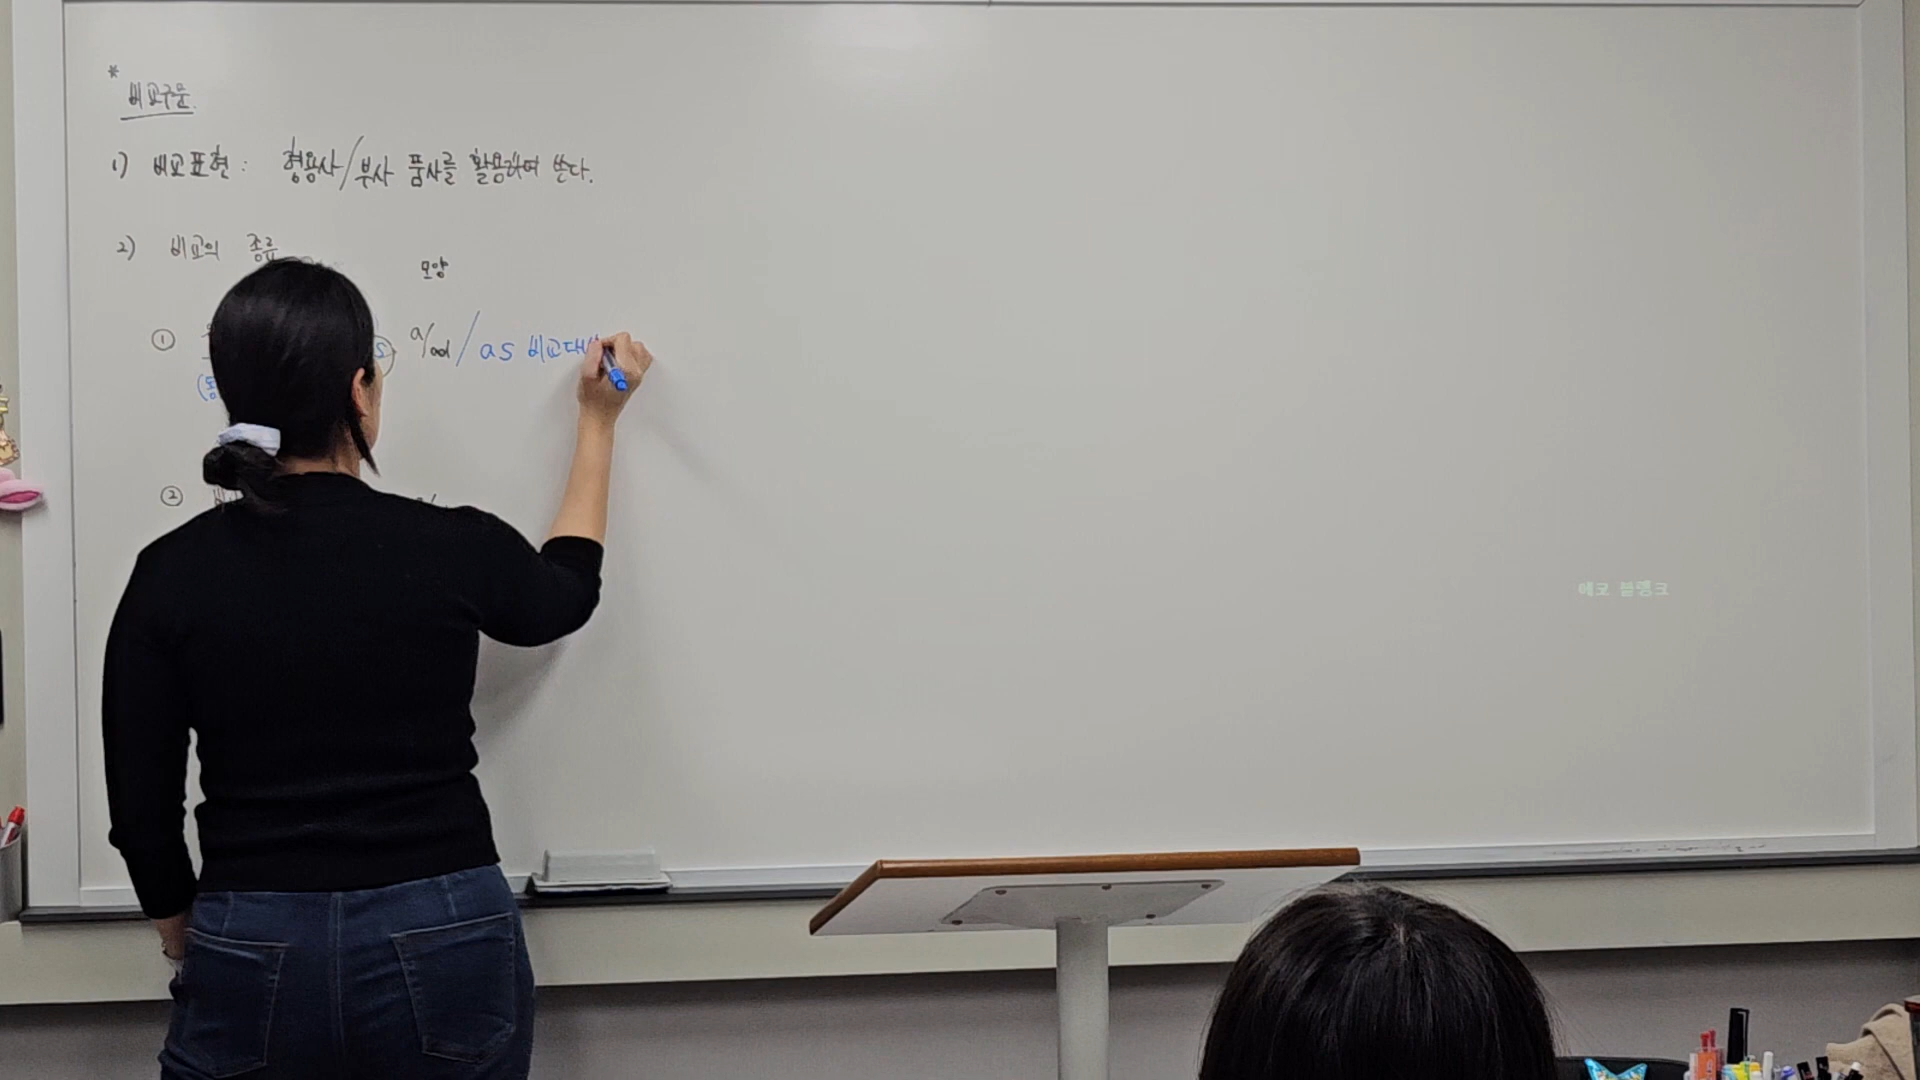 *
비교구문.
1) 비교표현 : 형용사/부사 품사를 활용하여 쓴다.
2) 비교의 종류
모양
① a/ad / as 비교대상
②
에코 블랭크